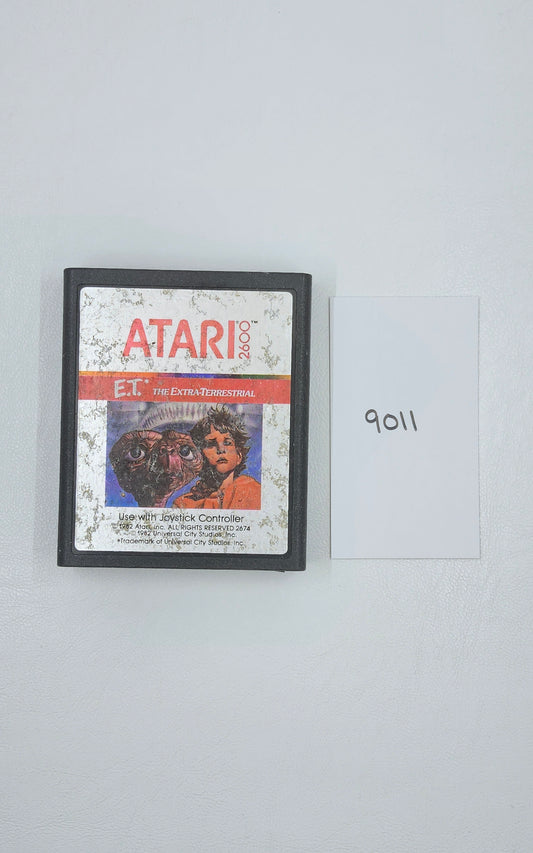 ATARI 2600™
E.T.* THE EXTRA-TERRESTRIAL
Use with Joystick Controller
© 1982 Atari, Inc. ALL RIGHTS RESERVED 2674
© 1982 Universal City Studios, Inc.
*Trademark of Universal City Studios, Inc.
9011